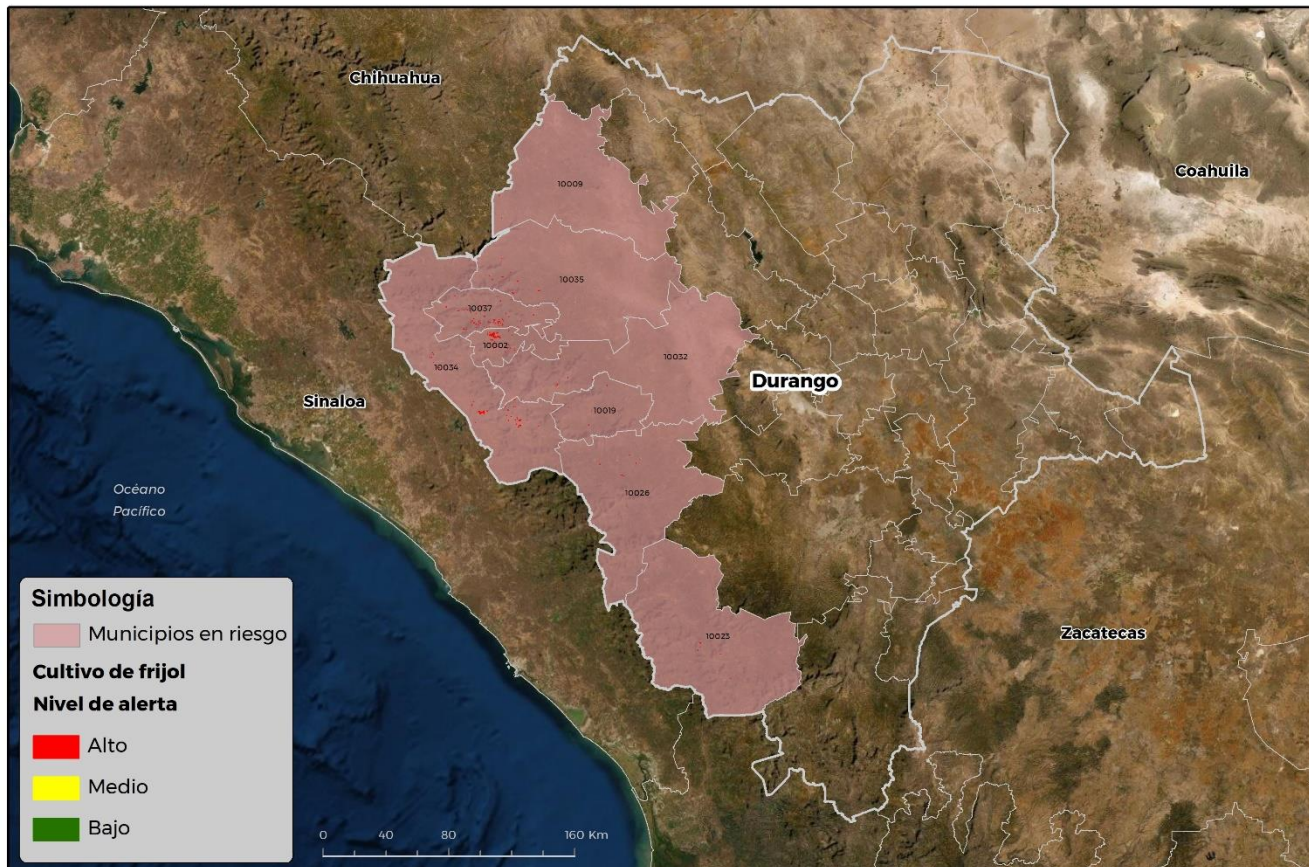 Chihuahua
Coahuila
10009
10035
10037
10002
10034
10032
Durango
Sinaloa
10019
Océano
Pacífico
10026
10023
Zacatecas
Simbología
Municipios en riesgo
Cultivo de frijol
Nivel de alerta
Alto
Medio
Bajo
0 40 80 160 Km